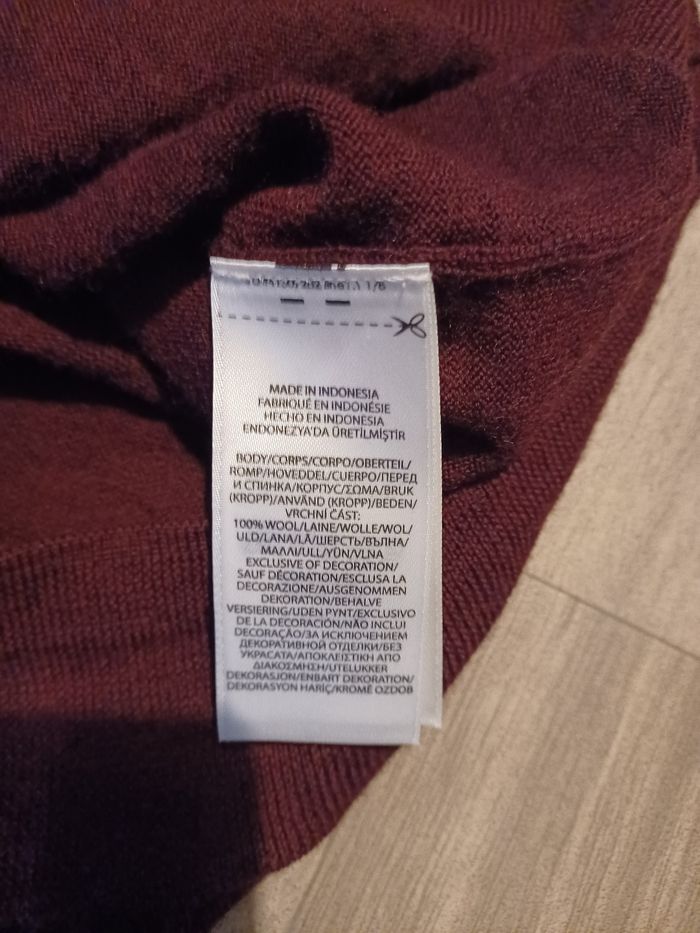 1/6
MADE IN INDONESIA
FABRIQUÉ EN INDONÉSIE
HECHO EN INDONESIA
ENDONEZYA'DA ÜRETİLMİŞTİR
BODY/CORPS/CORPO/OBERTEIL/
ROMP/HOVEDDEL/CUERPO/ПЕРЕД
И СПИНКА/КОРПУС/ΣΩΜΑ/BRUK
(KROPP)/ANVÄND (KROPP)/BEDEN/
VRCHNÍ ČÁST:
100% WOOL/LAINE/WOLLE/WOL/
ULD/LANA/LÃ/ШЕРСТЬ/ВЪЛНА/
ΜΑΛΛΙ/ULL/YÜN/VLNA
EXCLUSIVE OF DECORATION/
SAUF DÉCORATION/ESCLUSA LA
DECORAZIONE/AUSGENOMMEN
DEKORATION/BEHALVE
VERSIERING/UDEN PYNT/EXCLUSIVO
DE LA DECORACIÓN/NÃO INCLUI
DECORAÇÃO/ЗА ИСКЛЮЧЕНИЕМ
ДЕКОРАТИВНОЙ ОТДЕЛКИ/БЕЗ
УКРАСАТА/ΑΠΟΚΛΕΙΣΤΙΚΗ ΑΠΟ
ΔΙΑΚΟΣΜΗΣΗ/UTELUKKER
DEKORASJON/ENBART DEKORATION/
DEKORASYON HARİÇ/KROMĚ OZDOB